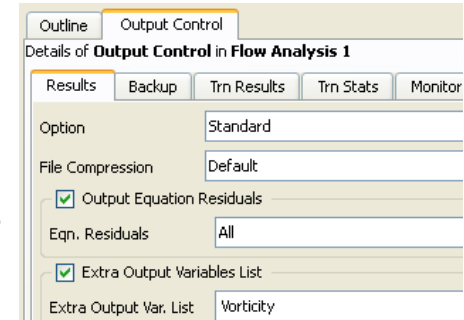 Outline Output Control
Details of Output Control in Flow Analysis 1
Results Backup Trn Results Trn Stats Monitor
Option Standard
File Compression Default
Output Equation Residuals
Eqn. Residuals All
Extra Output Variables List
Extra Output Var. List Vorticity